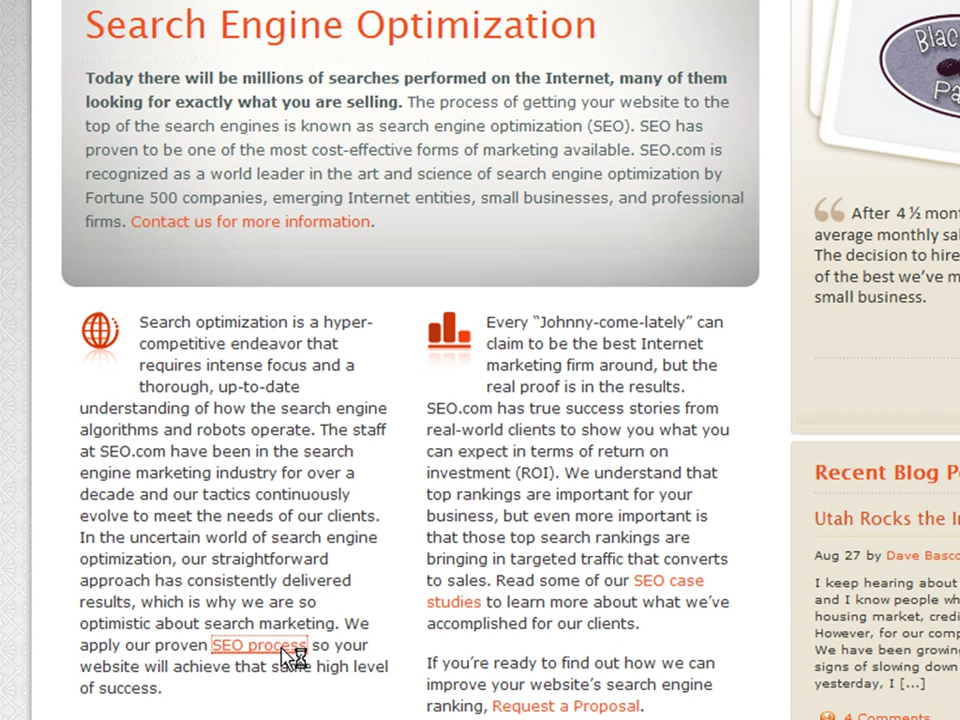 Search Engine Optimization
Today there will be millions of searches performed on the Internet, many of them
looking for exactly what you are selling. The process of getting your website to the
top of the search engines is known as search engine optimization (SEO). SEO has
proven to be one of the most cost-effective forms of marketing available. SEO.com is
recognized as a world leader in the art and science of search engine optimization by
Fortune 500 companies, emerging Internet entities, small businesses, and professional
firms. Contact us for more information.
Search optimization is a hyper-
competitive endeavor that
requires intense focus and a
thorough, up-to-date
understanding of how the search engine
algorithms and robots operate. The staff
at SEO.com have been in the search
engine marketing industry for over a
decade and our tactics continuously
evolve to meet the needs of our clients.
In the uncertain world of search engine
optimization, our straightforward
approach has consistently delivered
results, which is why we are so
optimistic about search marketing. We
apply our proven SEO process so your
website will achieve that same high level
of success.
Every “Johnny-come-lately” can
claim to be the best Internet
marketing firm around, but the
real proof is in the results.
SEO.com has true success stories from
real-world clients to show you what you
can expect in terms of return on
investment (ROI). We understand that
top rankings are important for your
business, but even more important is
that those top search rankings are
bringing in targeted traffic that converts
to sales. Read some of our SEO case
studies to learn more about what we’ve
accomplished for our clients.
If you’re ready to find out how we can
improve your website’s search engine
ranking, Request a Proposal.
Blac
Pa
“ After 4 ½ mont
average monthly sal
The decision to hire
of the best we’ve m
small business.
Recent Blog P
Utah Rocks the I
Aug 27 by Dave Basco
I keep hearing about
and I know people wh
housing market, credi
However, for our comp
We have been growing
signs of slowing down
yesterday, I [...]
4 Comments